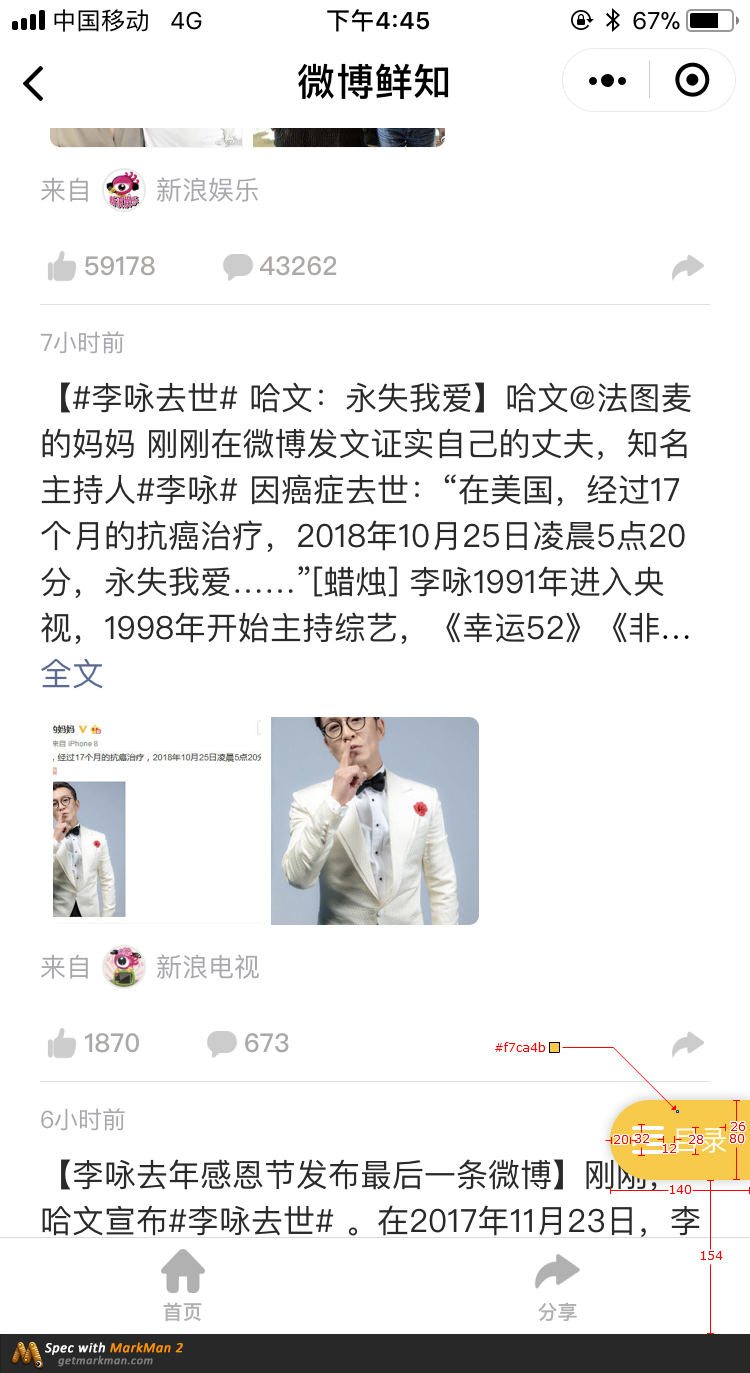 中国移动 4G 下午4:45 67%
微博鲜知
来自 新浪娱乐
59178 43262
7小时前
【#李咏去世# 哈文：永失我爱】哈文@法图麦
的妈妈 刚刚在微博发文证实自己的丈夫，知名
主持人#李咏# 因癌症去世：“在美国，经过17
个月的抗癌治疗，2018年10月25日凌晨5点20
分，永失我爱……”[蜡烛] 李咏1991年进入央
视，1998年开始主持综艺，《幸运52》《非...
全文
妈妈
来自 iPhone 8
，经过17个月的抗癌治疗，2018年10月25日凌晨5点20分
来自 新浪电视
1870 673
#f7ca4b
6小时前
目录
20 32 12 28 26
80
140
【李咏去年感恩节发布最后一条微博】刚刚，
哈文宣布#李咏去世# 。在2017年11月23日，李
154
首页 分享
Spec with MarkMan 2
getmarkman.com